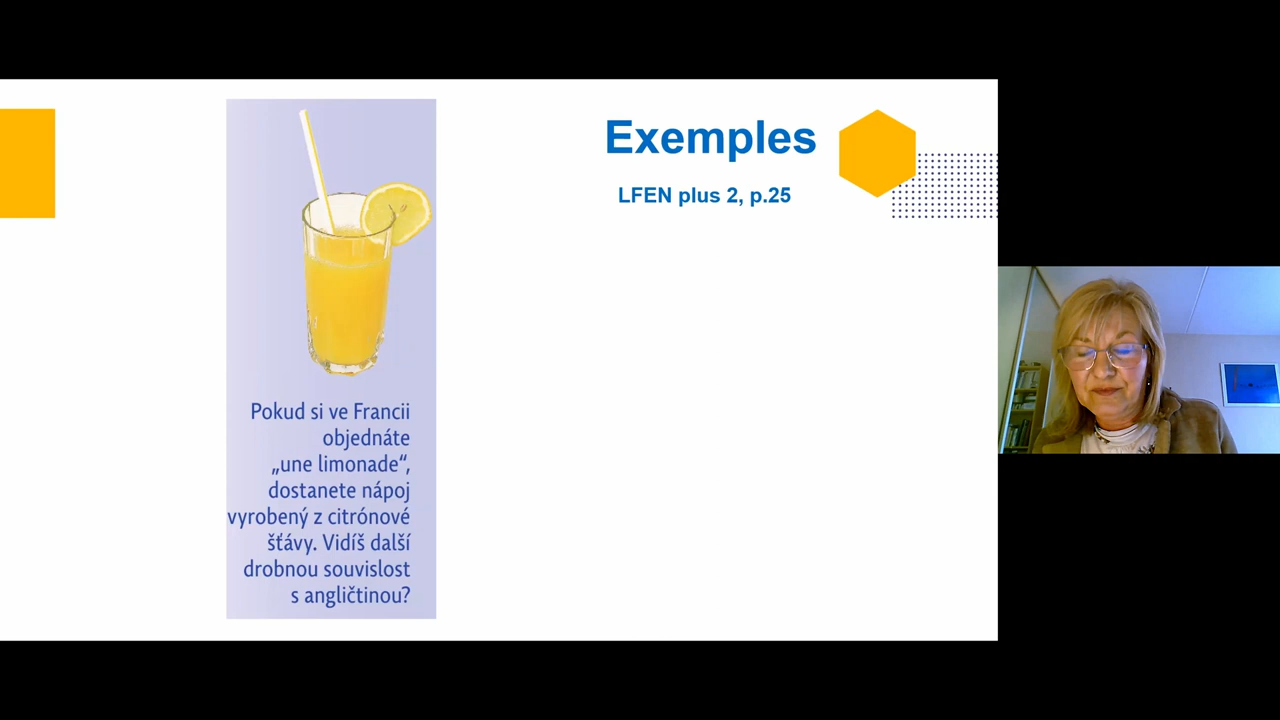 Exemples
LFEN plus 2, p.25
Pokud si ve Francii
objednáte
„une limonade“,
dostanete nápoj
vyrobený z citrónové
šťávy. Vidíš další
drobnou souvislost
s angličtinou?